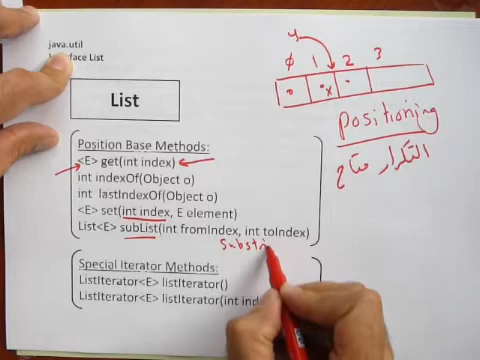 java.util
face List
List
Position Base Methods:
<E> get(int index)
int indexOf(Object o)
int lastIndexOf(Object o)
<E> set(int index, E element)
List<E> subList(int fromIndex, int toIndex)
substri
Special Iterator Methods:
ListIterator<E> listIterator()
ListIterator<E> listIterator(int ind
y
0 1 2 3
x
positioning
التكرار متاح